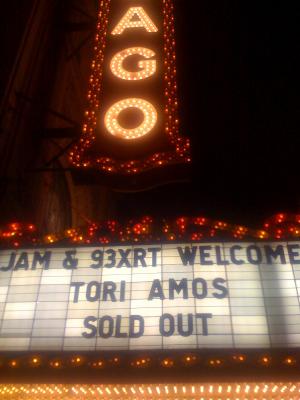 AGO
JAM & 93XRT WELCOME
TORI AMOS
SOLD OUT